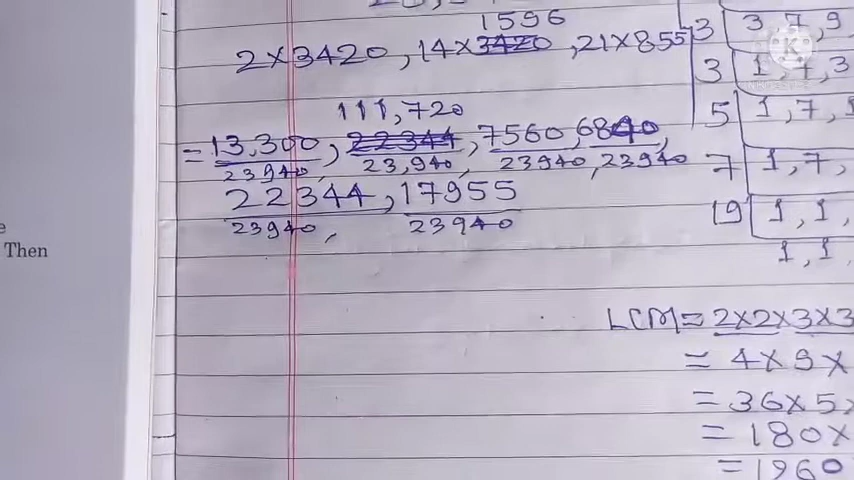 1596
2×3420, 14×3420, 21×855
111,720
= 13,300, 22344, 7560, 6840,
23940, 23,940, 23940, 23940
22344, 17955
23940, 23940
Then
3 3, 7, 9
3 1, 7, 3
5 1, 7, 1
7 1, 7,
19 1, 1,
1, 1,
LCM = 2×2×3×3
= 4×9×
= 36×5×
= 180×
= 1960